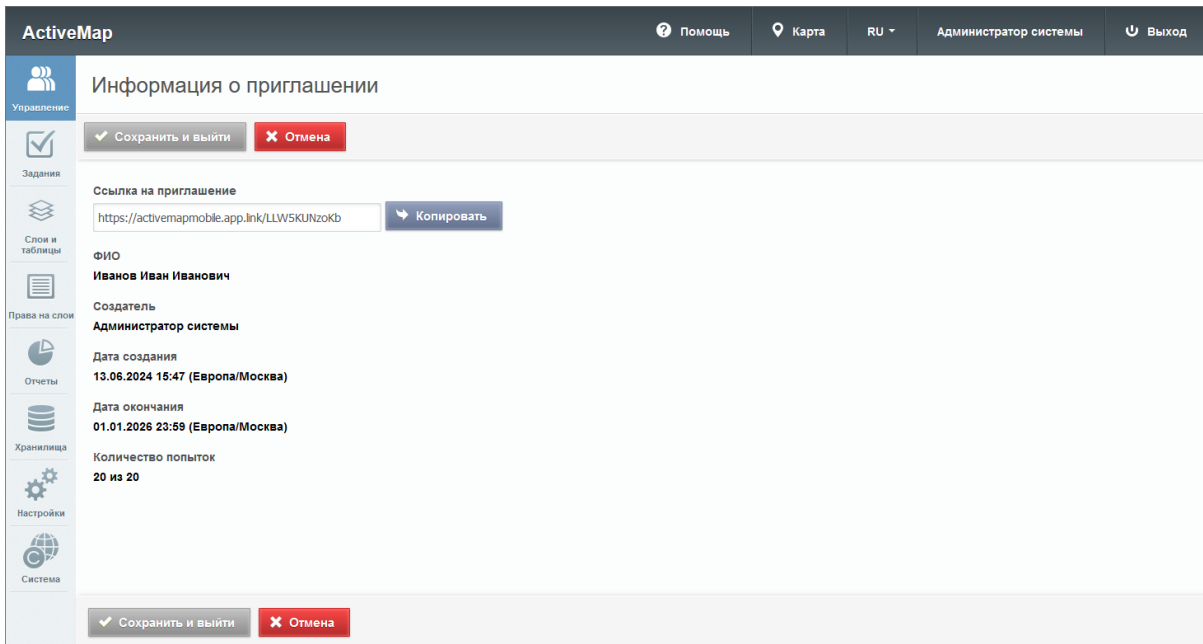 ActiveMap
Помощь
Карта
RU
Администратор системы
Выход
Управление
Задания
Слои и
таблицы
Права на слои
Отчеты
Хранилища
Настройки
Система
Информация о приглашении
Сохранить и выйти
Отмена
Ссылка на приглашение
https://activemapmobile.app.link/LLW5KUNzoKb
Копировать
ФИО
Иванов Иван Иванович
Создатель
Администратор системы
Дата создания
13.06.2024 15:47 (Европа/Москва)
Дата окончания
01.01.2026 23:59 (Европа/Москва)
Количество попыток
20 из 20
Сохранить и выйти
Отмена